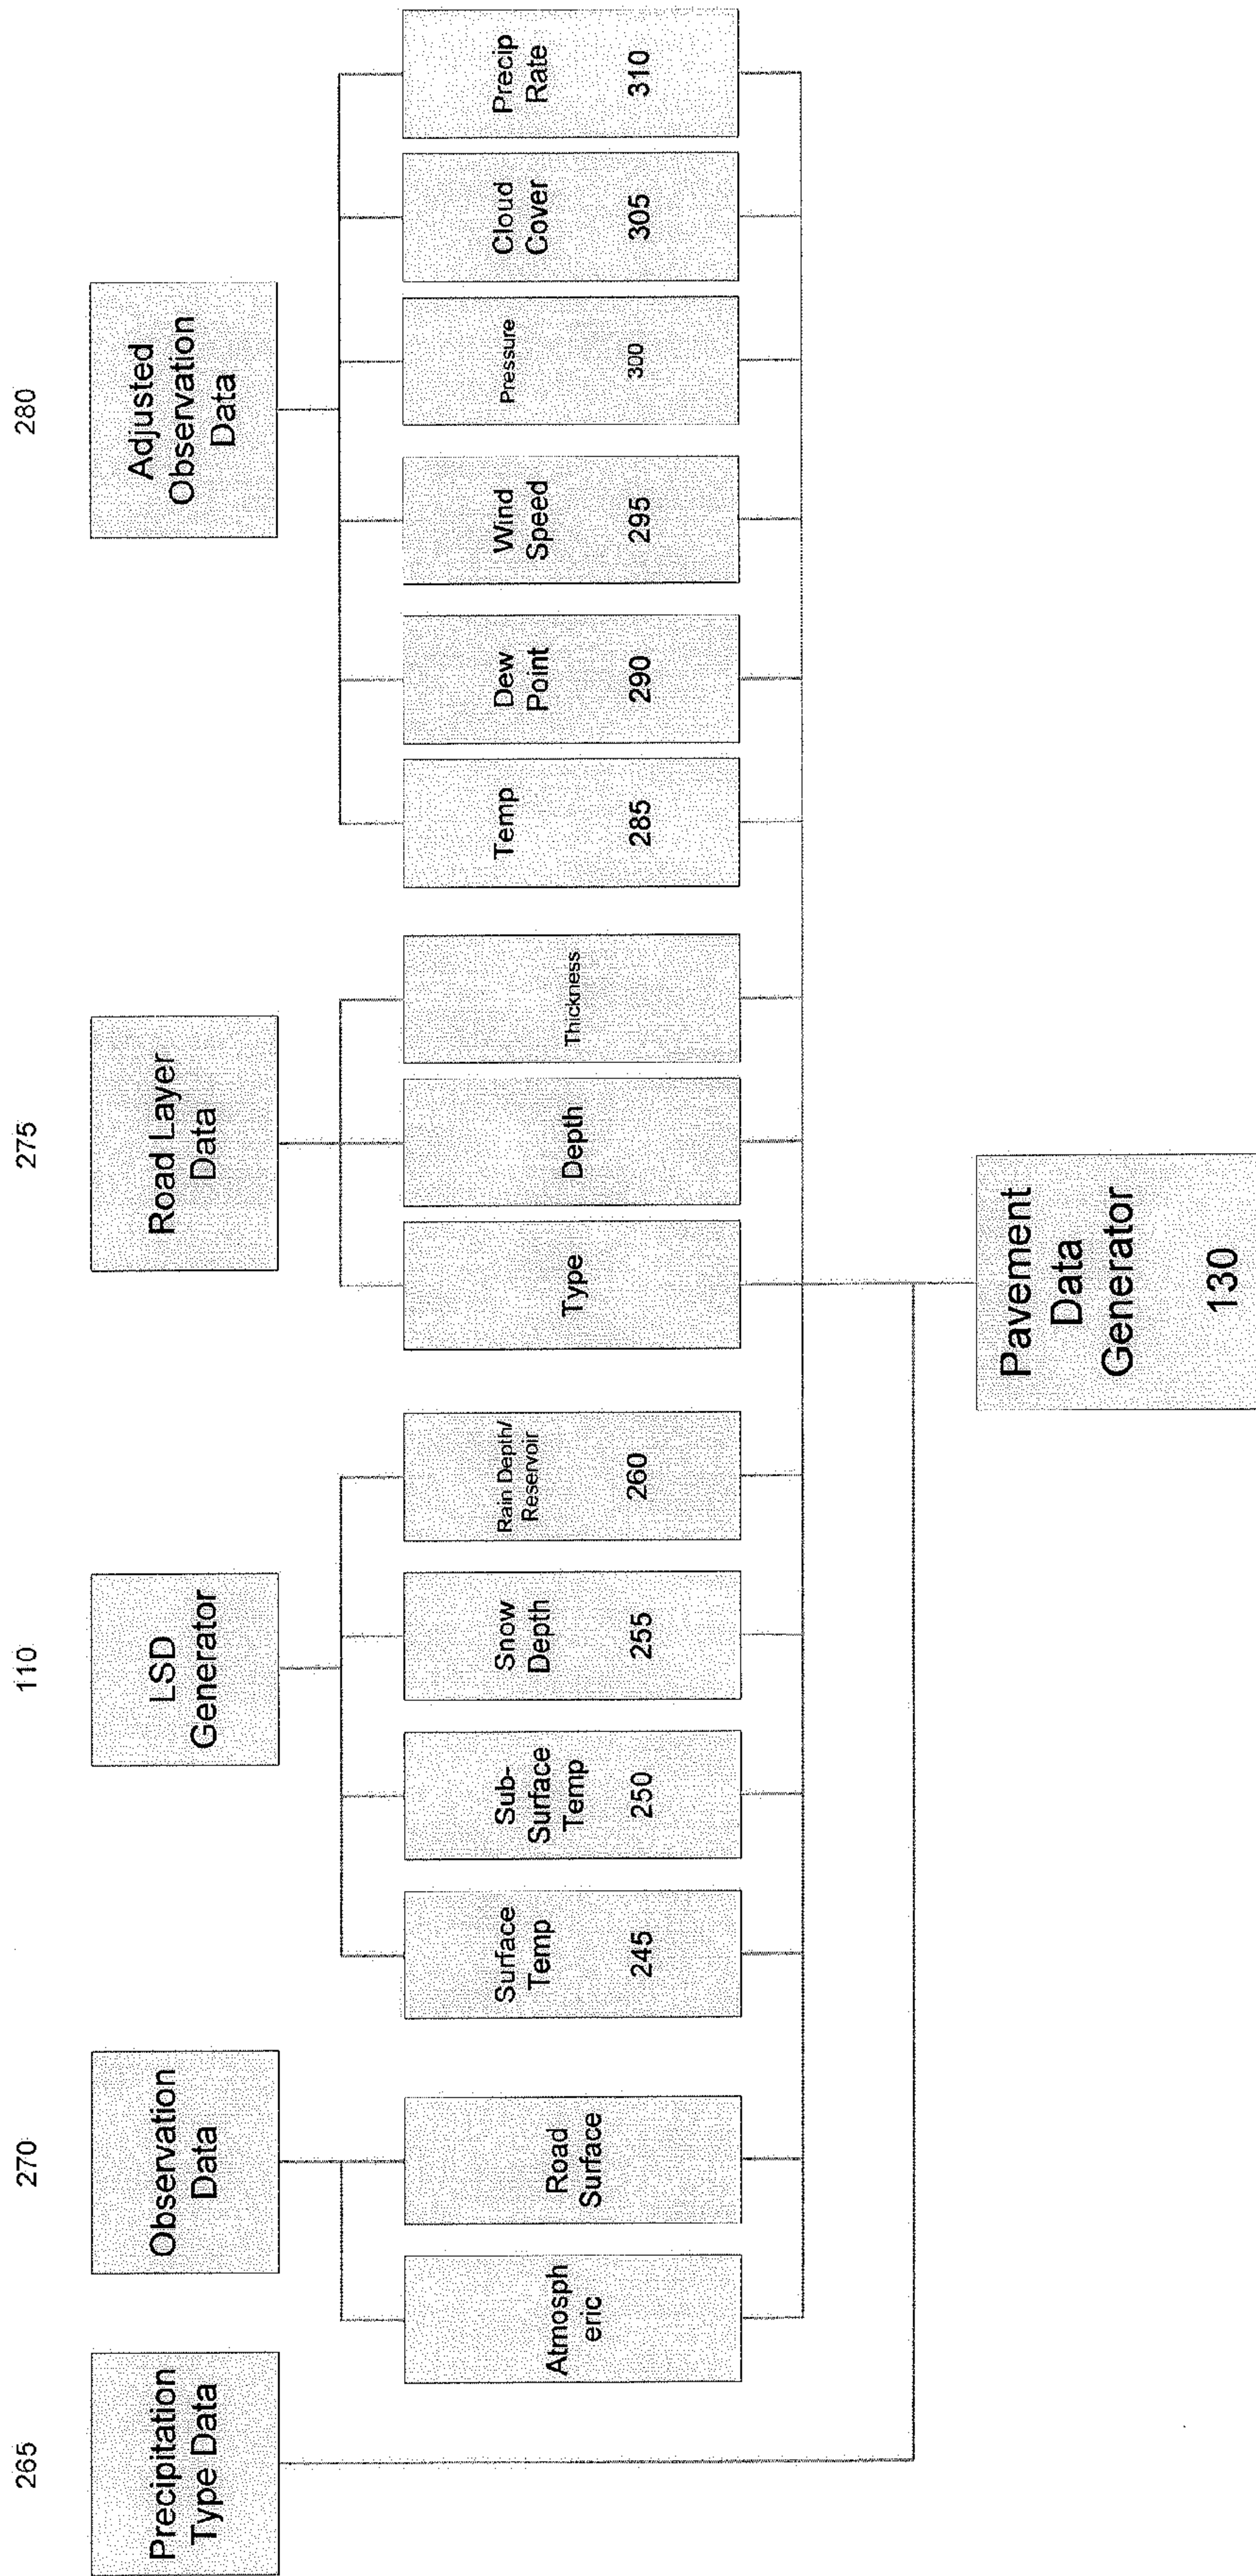 265
270
110
275
280
Precipitation
Type Data
Observation
Data
LSD
Generator
Road Layer
Data
Adjusted
Observation
Data
Atmosph
eric
Road
Surface
Surface
Temp
245
Sub-
Surface
Temp
250
Snow
Depth
255
Rain Depth/
Reservoir
260
Type
Depth
Thickness
Temp
285
Dew
Point
290
Wind
Speed
295
Pressure
300
Cloud
Cover
305
Precip
Rate
310
Pavement
Data
Generator
130